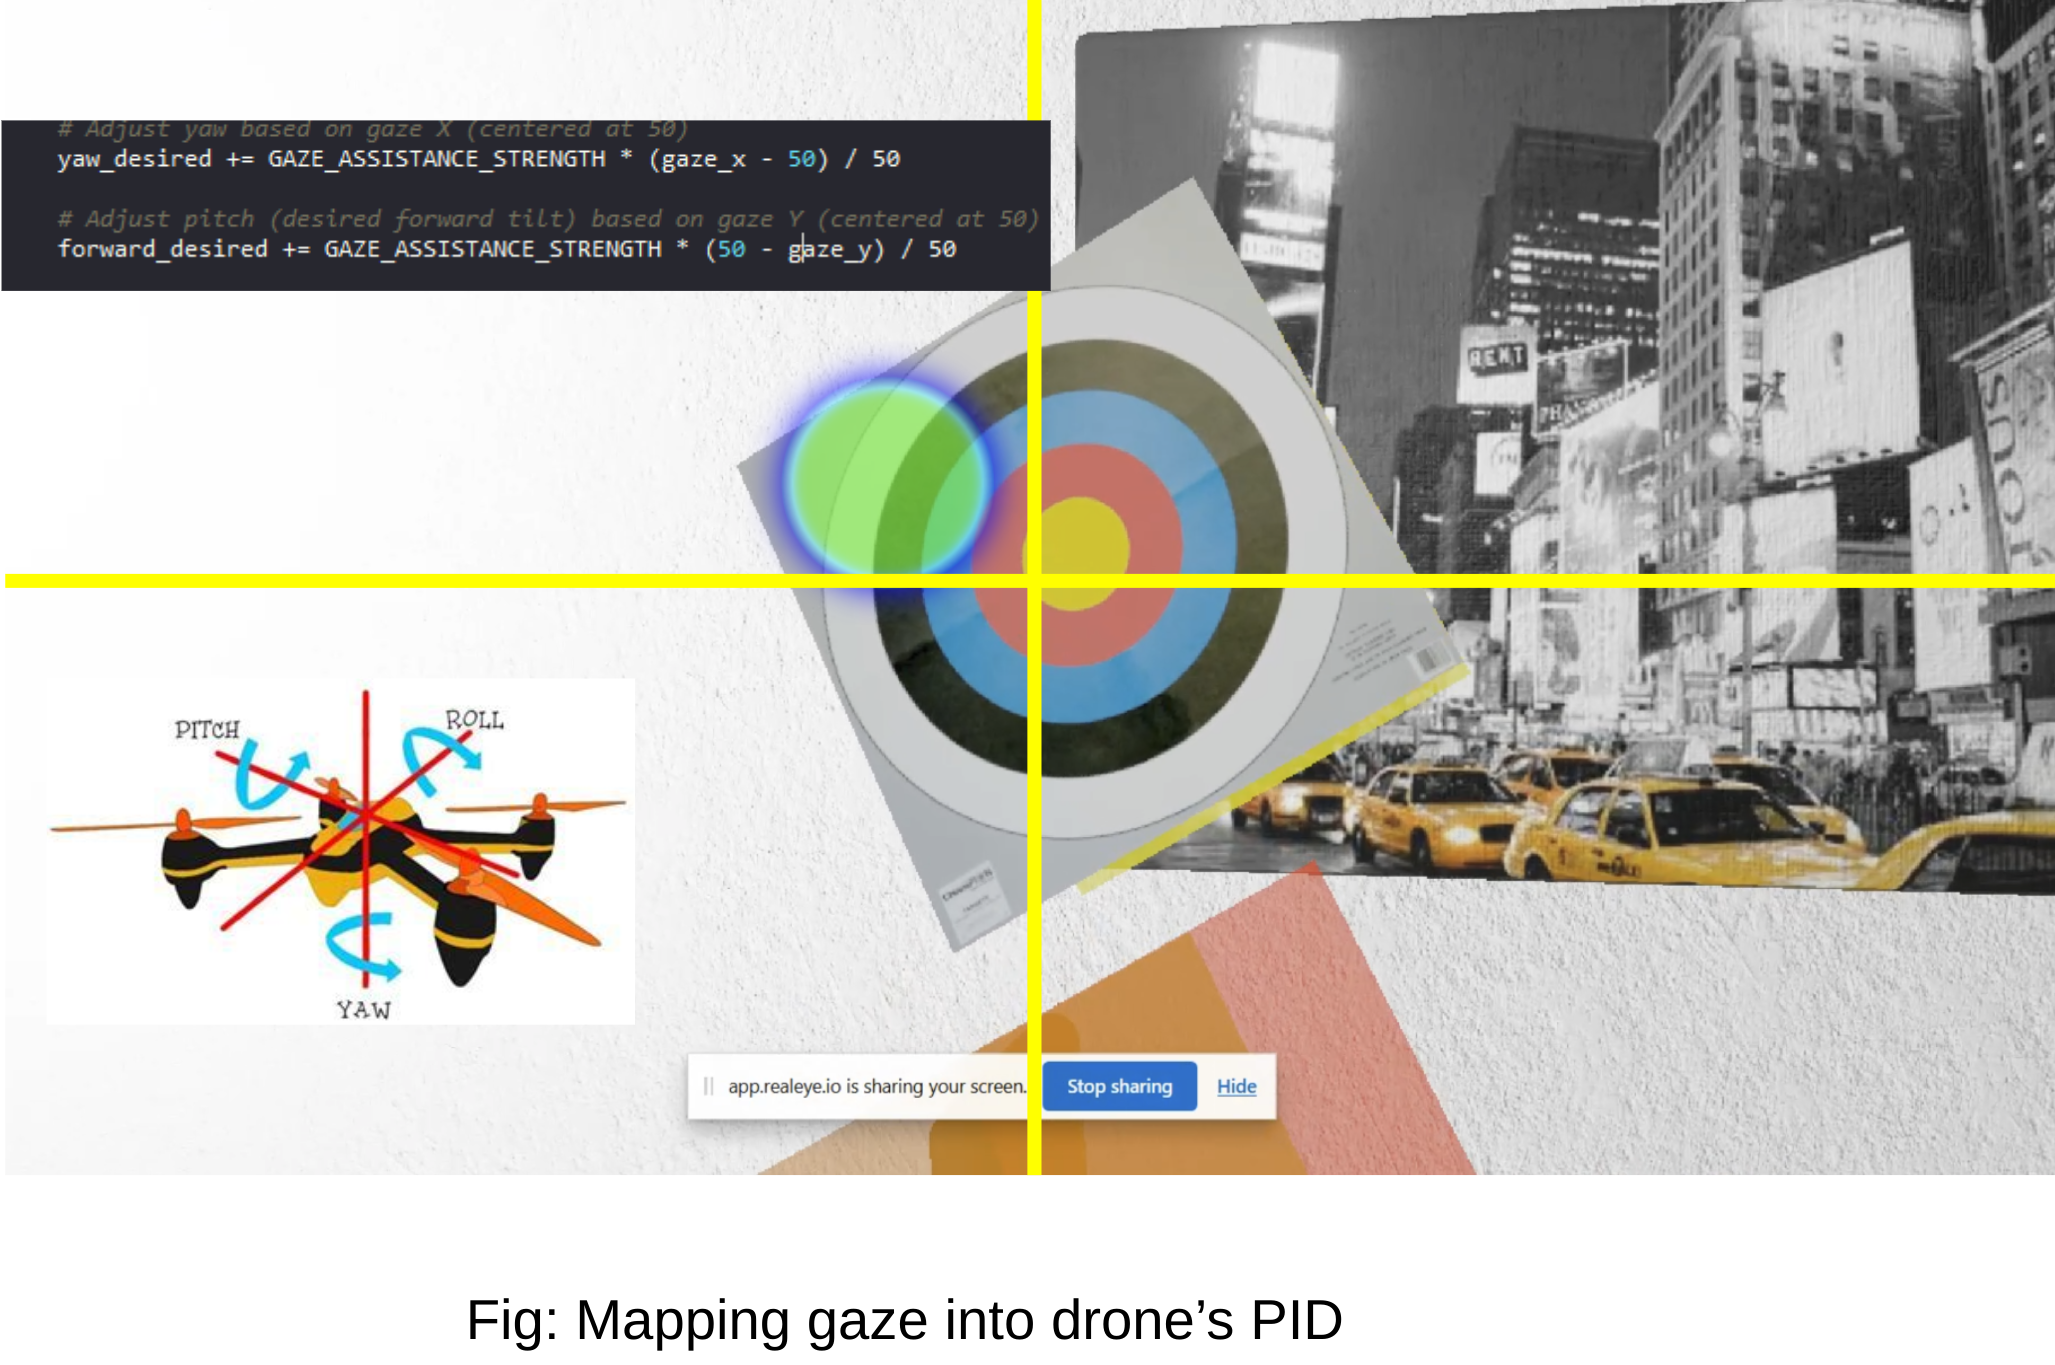 # Adjust yaw based on gaze X (centered at 50)
yaw_desired += GAZE_ASSISTANCE_STRENGTH * (gaze_x - 50) / 50
# Adjust pitch (desired forward tilt) based on gaze Y (centered at 50)
forward_desired += GAZE_ASSISTANCE_STRENGTH * (50 - gaze_y) / 50
RENT
PITCH
ROLL
YAW
app.realeye.io is sharing your screen.
Stop sharing
Hide
Fig: Mapping gaze into drone’s PID